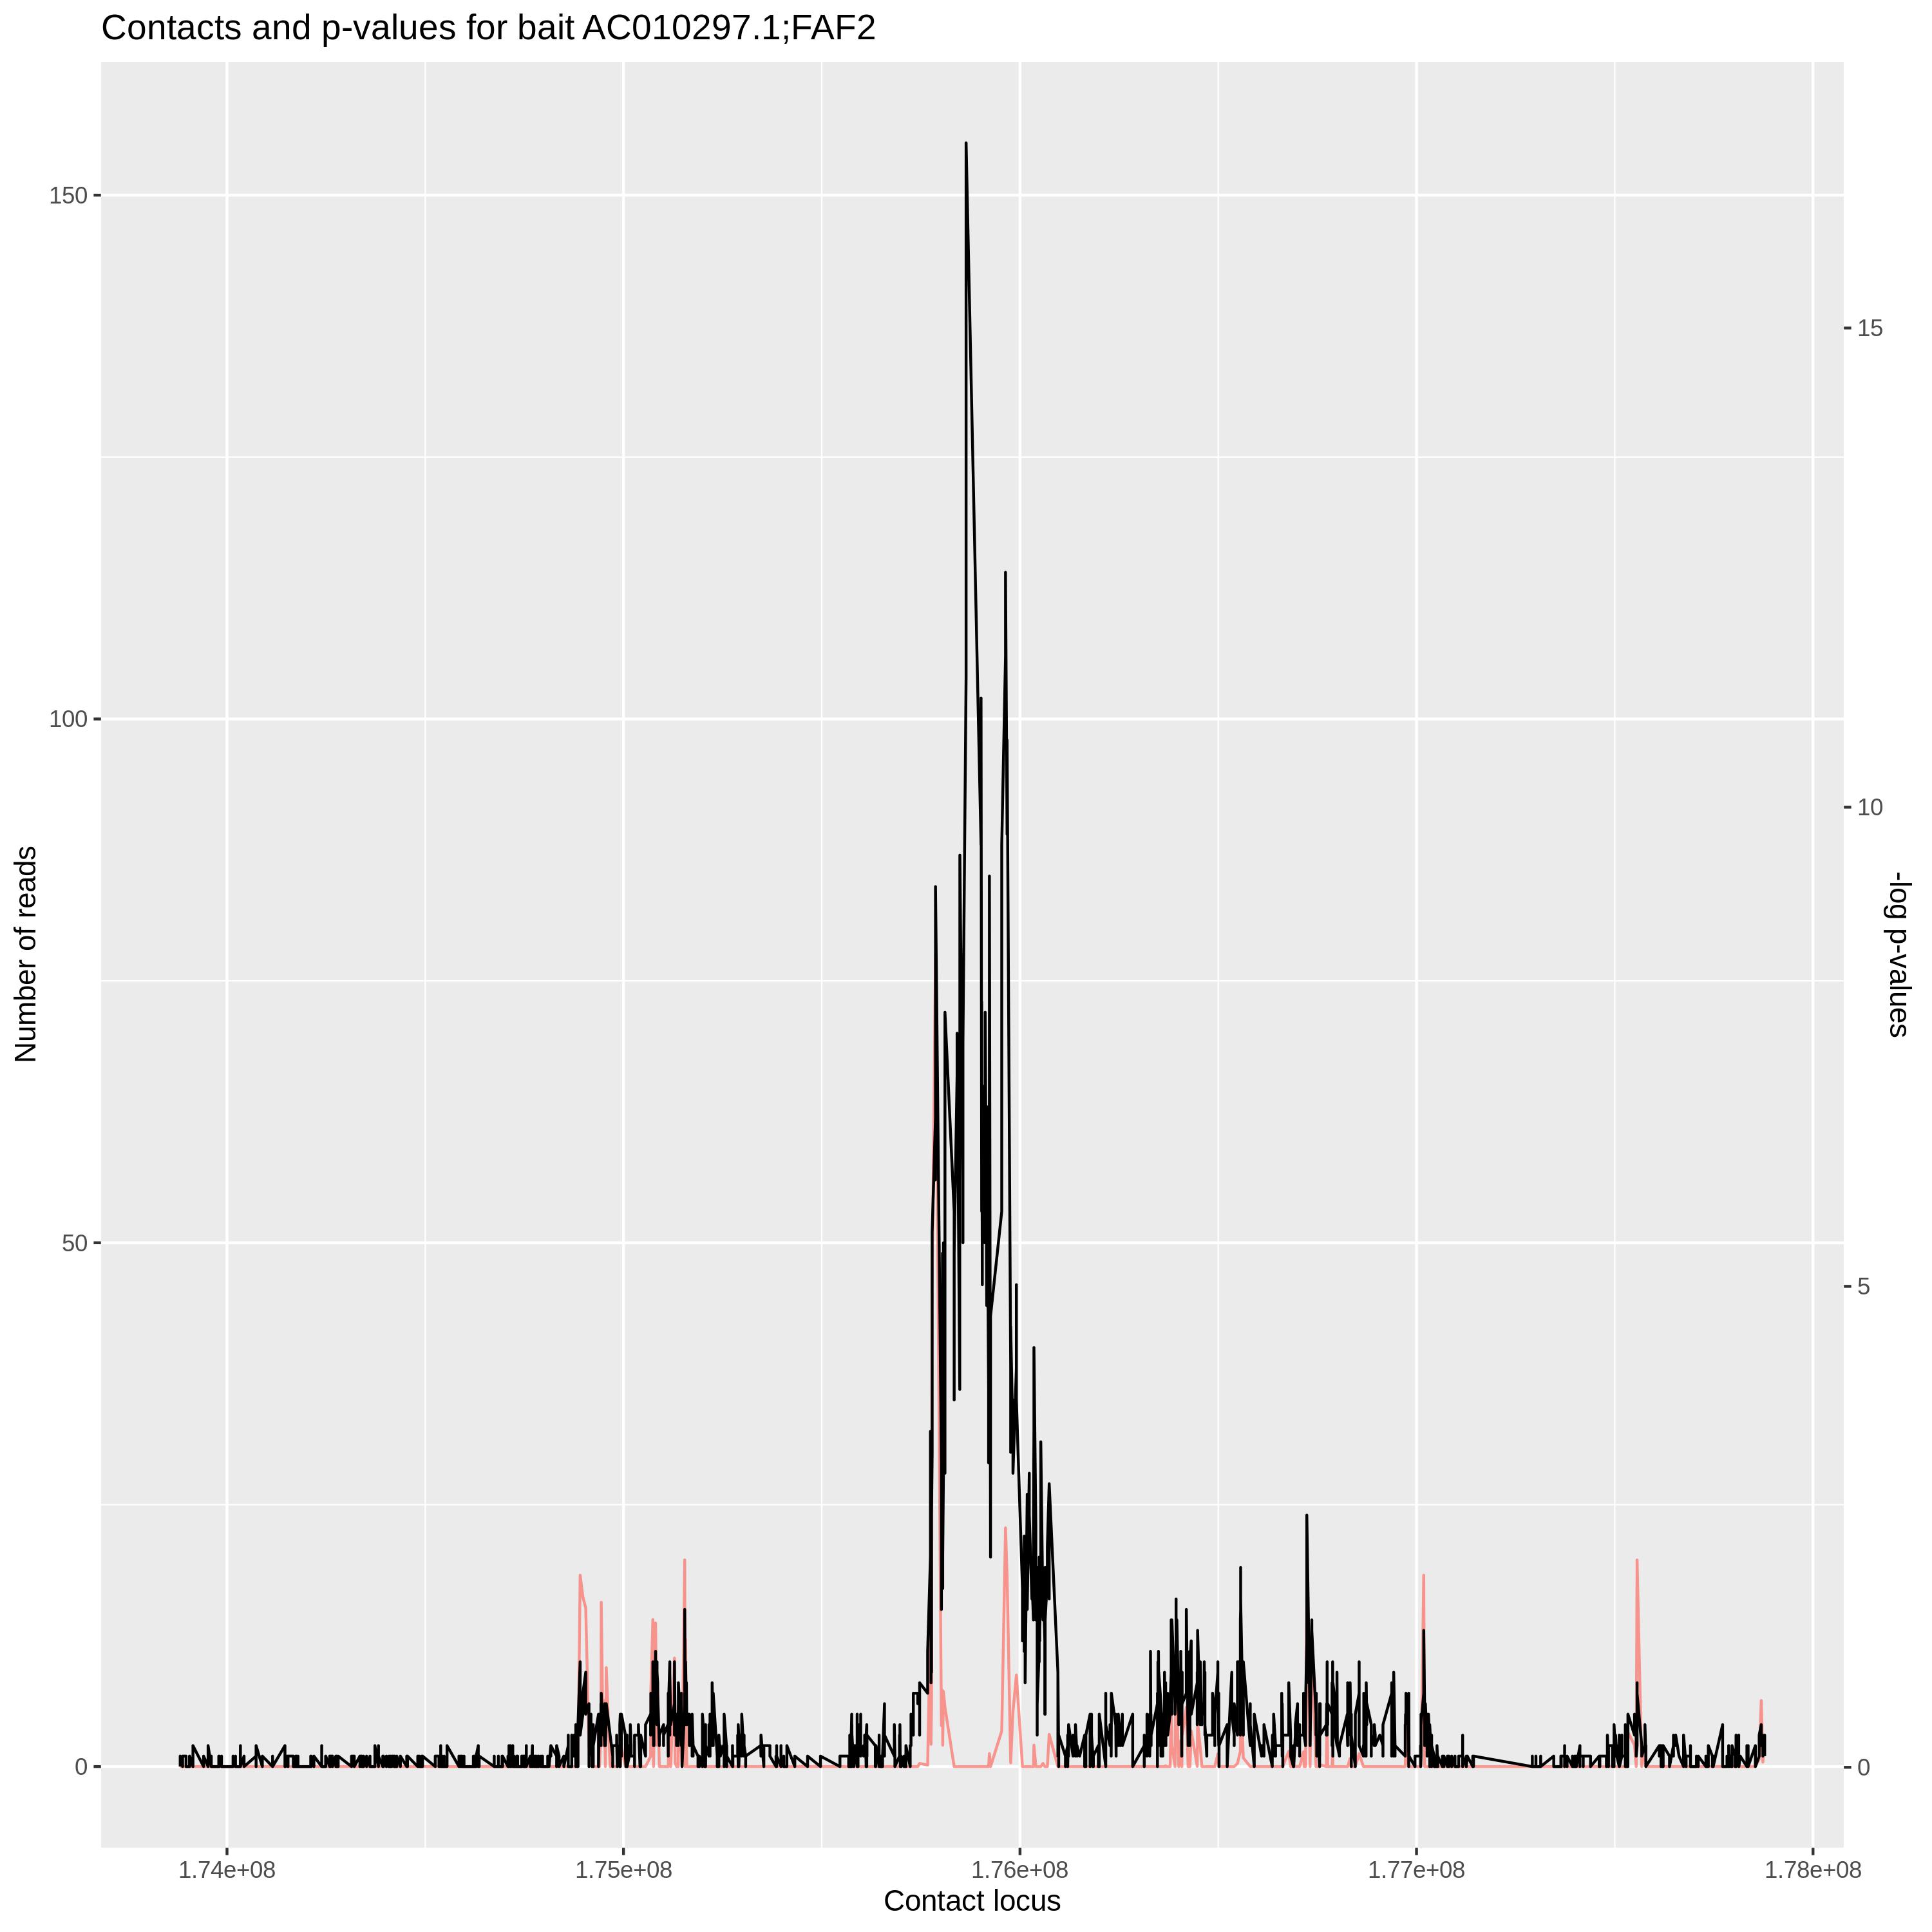 Contacts and p-values for bait AC010297.1;FAF2
150
100
50
0
Number of reads
15
10
5
0
-log p-values
1.74e+08
1.75e+08
1.76e+08
1.77e+08
1.78e+08
Contact locus